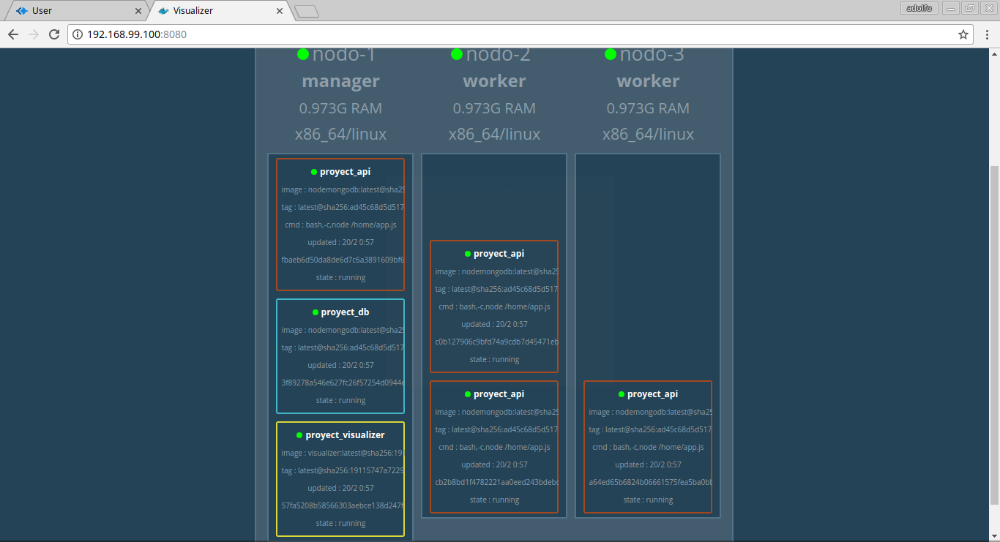 User
Visualizer
adolfo
192.168.99.100:8080
nodo-1
manager
0.973G RAM
x86_64/linux
proyect_api
image : nodemongodb:latest@sha25
tag : latest@sha256:ad45c68d5d517
cmd : bash,-c,node /home/app.js
updated : 20/2 0:57
fbaeb6d50da8de6d7c6a3891609bf6
state : running
proyect_db
image : nodemongodb:latest@sha25
tag : latest@sha256:ad45c68d5d517
updated : 20/2 0:57
3f89278a546e627fc26f57254d0944e
state : running
proyect_visualizer
image : visualizer:latest@sha256:19
tag : latest@sha256:19115747a7229
updated : 20/2 0:57
57fa5208b58566303aebce138d247f
state : running
nodo-2
worker
0.973G RAM
x86_64/linux
proyect_api
image : nodemongodb:latest@sha25
tag : latest@sha256:ad45c68d5d517
cmd : bash,-c,node /home/app.js
updated : 20/2 0:57
c0b127906c9bfd74a9cdb7d45471eb
state : running
proyect_api
image : nodemongodb:latest@sha25
tag : latest@sha256:ad45c68d5d517
cmd : bash,-c,node /home/app.js
updated : 20/2 0:57
cb2b8bd1f4782221aa0eed243bdebc
state : running
nodo-3
worker
0.973G RAM
x86_64/linux
proyect_api
image : nodemongodb:latest@sha25
tag : latest@sha256:ad45c68d5d517
cmd : bash,-c,node /home/app.js
updated : 20/2 0:57
a64ed65b6824b06661575fea5ba0bb
state : running